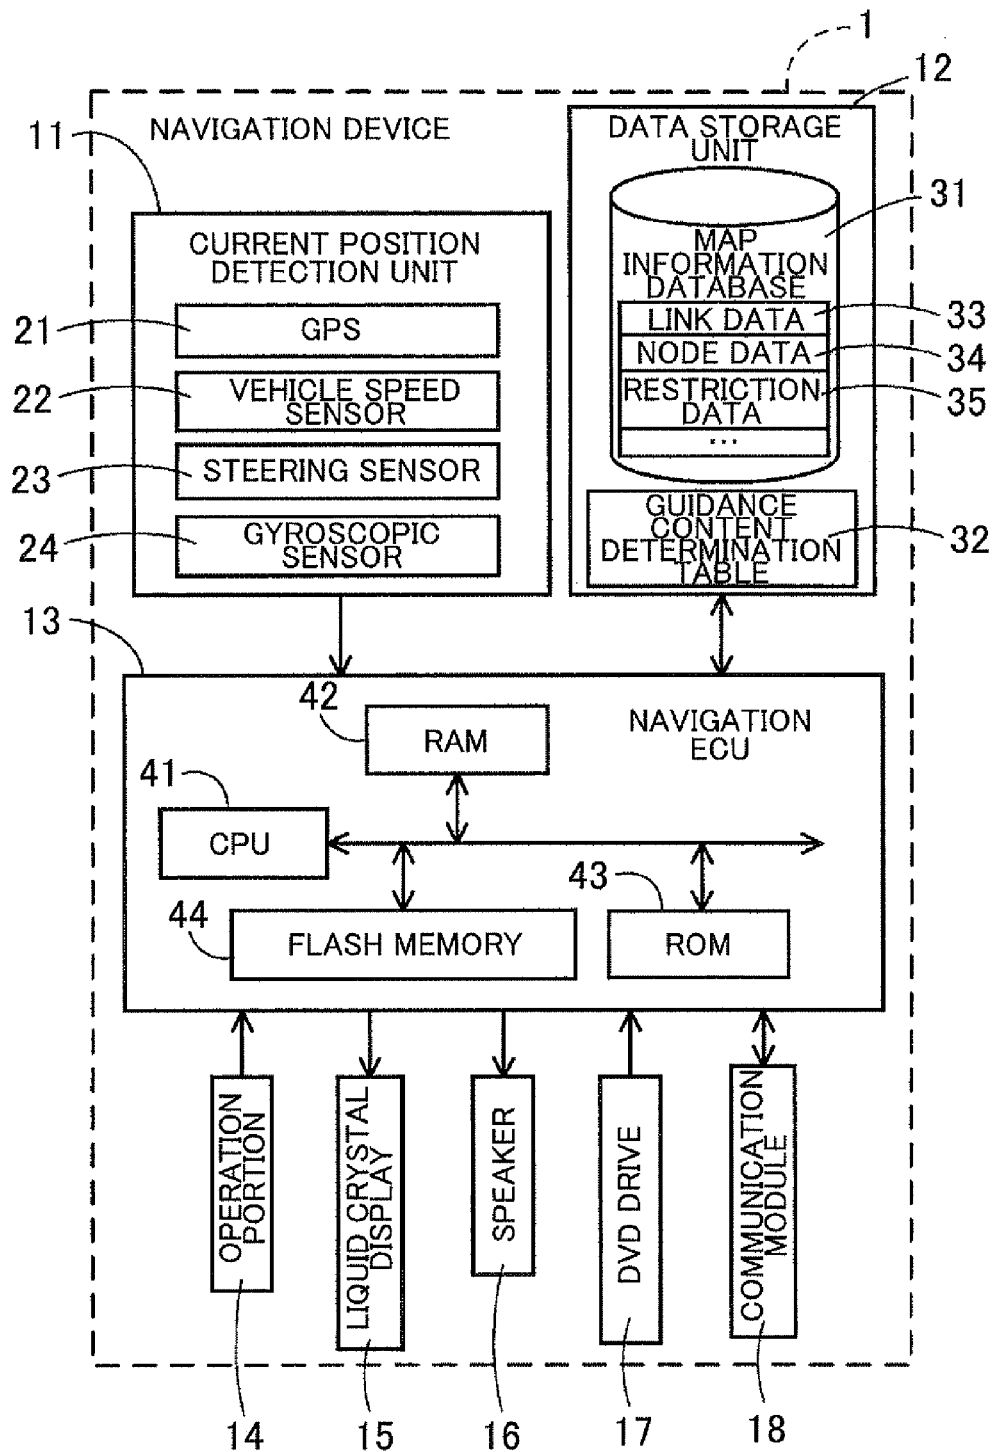 1
12
NAVIGATION DEVICE
11
DATA STORAGE
UNIT
31
MAP
INFORMATION
DATABASE
CURRENT POSITION
DETECTION UNIT
21
GPS
LINK DATA
33
NODE DATA
34
22
VEHICLE SPEED
SENSOR
RESTRICTION
DATA
35
...
23
STEERING SENSOR
24
GYROSCOPIC
SENSOR
GUIDANCE
CONTENT
DETERMINATION
TABLE
32
13
42
RAM
NAVIGATION
ECU
41
CPU
43
44
FLASH MEMORY
ROM
OPERATION
PORTION
LIQUID CRYSTAL
DISPLAY
SPEAKER
DVD DRIVE
COMMUNICATION
MODULE
14
15
16
17
18